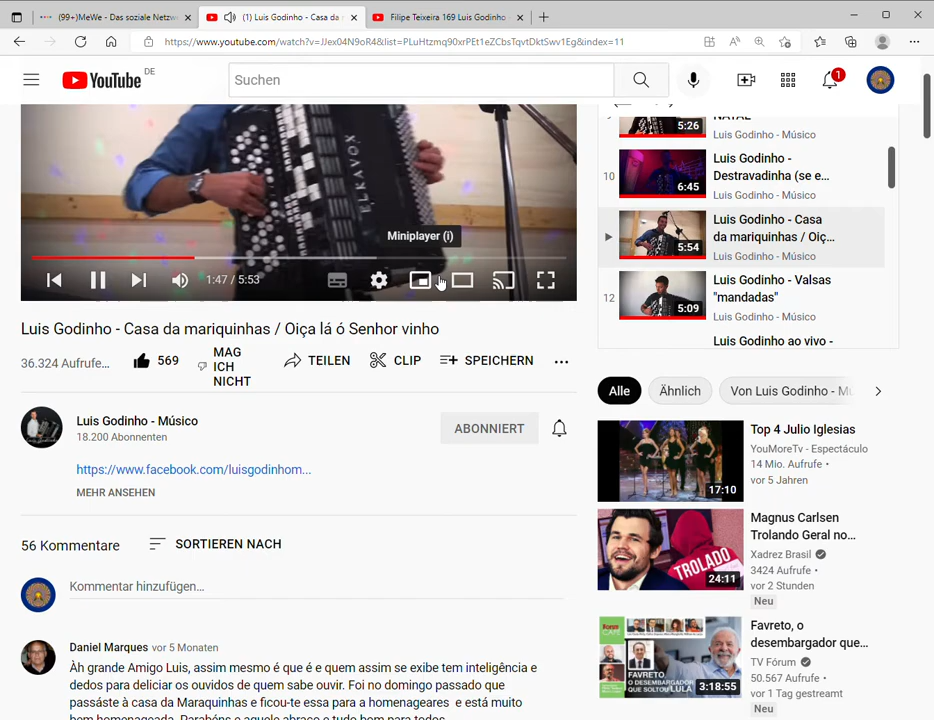 (99+)MeWe - Das soziale Netzw
(1) Luis Godinho - Casa da r
Filipe Teixeira 169 Luis Godinho
https://www.youtube.com/watch?v=JJex04N9oR4&list=PLuHtzmq90xrPEt1eZCbsTqvtDktSwv1Eg&index=11
YouTube DE
Suchen
1
ELKAVOX
Miniplayer (i)
1:47 / 5:53
Luis Godinho - Casa da mariquinhas / Oiça lá ó Senhor vinho
36.324 Aufrufe...
569
MAG
ICH
NICHT
TEILEN
CLIP
SPEICHERN
Luis Godinho - Músico
18.200 Abonnenten
ABONNIERT
https://www.facebook.com/luisgodinhom...
MEHR ANSEHEN
56 Kommentare
SORTIEREN NACH
Kommentar hinzufügen...
Daniel Marques vor 5 Monaten
Àh grande Amigo Luis, assim mesmo é que é e quem assim se exibe tem inteligência e
dedos para deliciar os ouvidos de quem sabe ouvir. Foi no domingo passado que
passáste à casa da Maraquinhas e ficou-te essa para a homenageares e está muito
bem homenageada. Parabéns e aquele abraço e tudo bem para todos
NATAL
5:26
Luis Godinho - Músico
10
6:45
Luis Godinho -
Destravadinha (se e...
Luis Godinho - Músico
5:54
Luis Godinho - Casa
da mariquinhas / Oiç...
Luis Godinho - Músico
12
5:09
Luis Godinho - Valsas
"mandadas"
Luis Godinho - Músico
Luis Godinho ao vivo -
Alle
Ähnlich
Von Luis Godinho - Mú
17:10
Top 4 Julio Iglesias
YouMoreTv - Espectáculo
14 Mio. Aufrufe •
vor 5 Jahren
TROLADO
24:11
Magnus Carlsen
Trolando Geral no...
Xadrez Brasil
3424 Aufrufe •
vor 2 Stunden
Neu
FAVRETO
O DESEMBARGADOR
QUE SOLTOU LULA
3:18:55
Favreto, o
desembargador que...
TV Fórum
50.567 Aufrufe •
vor 1 Tag gestreamt
Neu